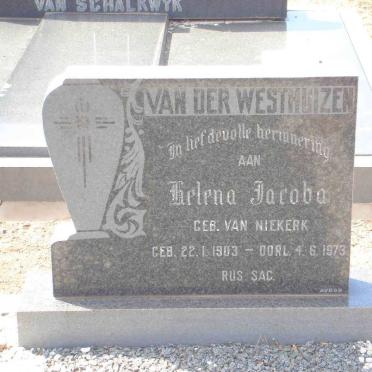 VAN SCHALKWYK
VAN DER WESTHUIZEN
In liefdevolle herinnering
AAN
Helena Jacoba
GEB. VAN NIEKERK
GEB. 22.1.1903 – OORL. 4.6.1973
RUS SAG.